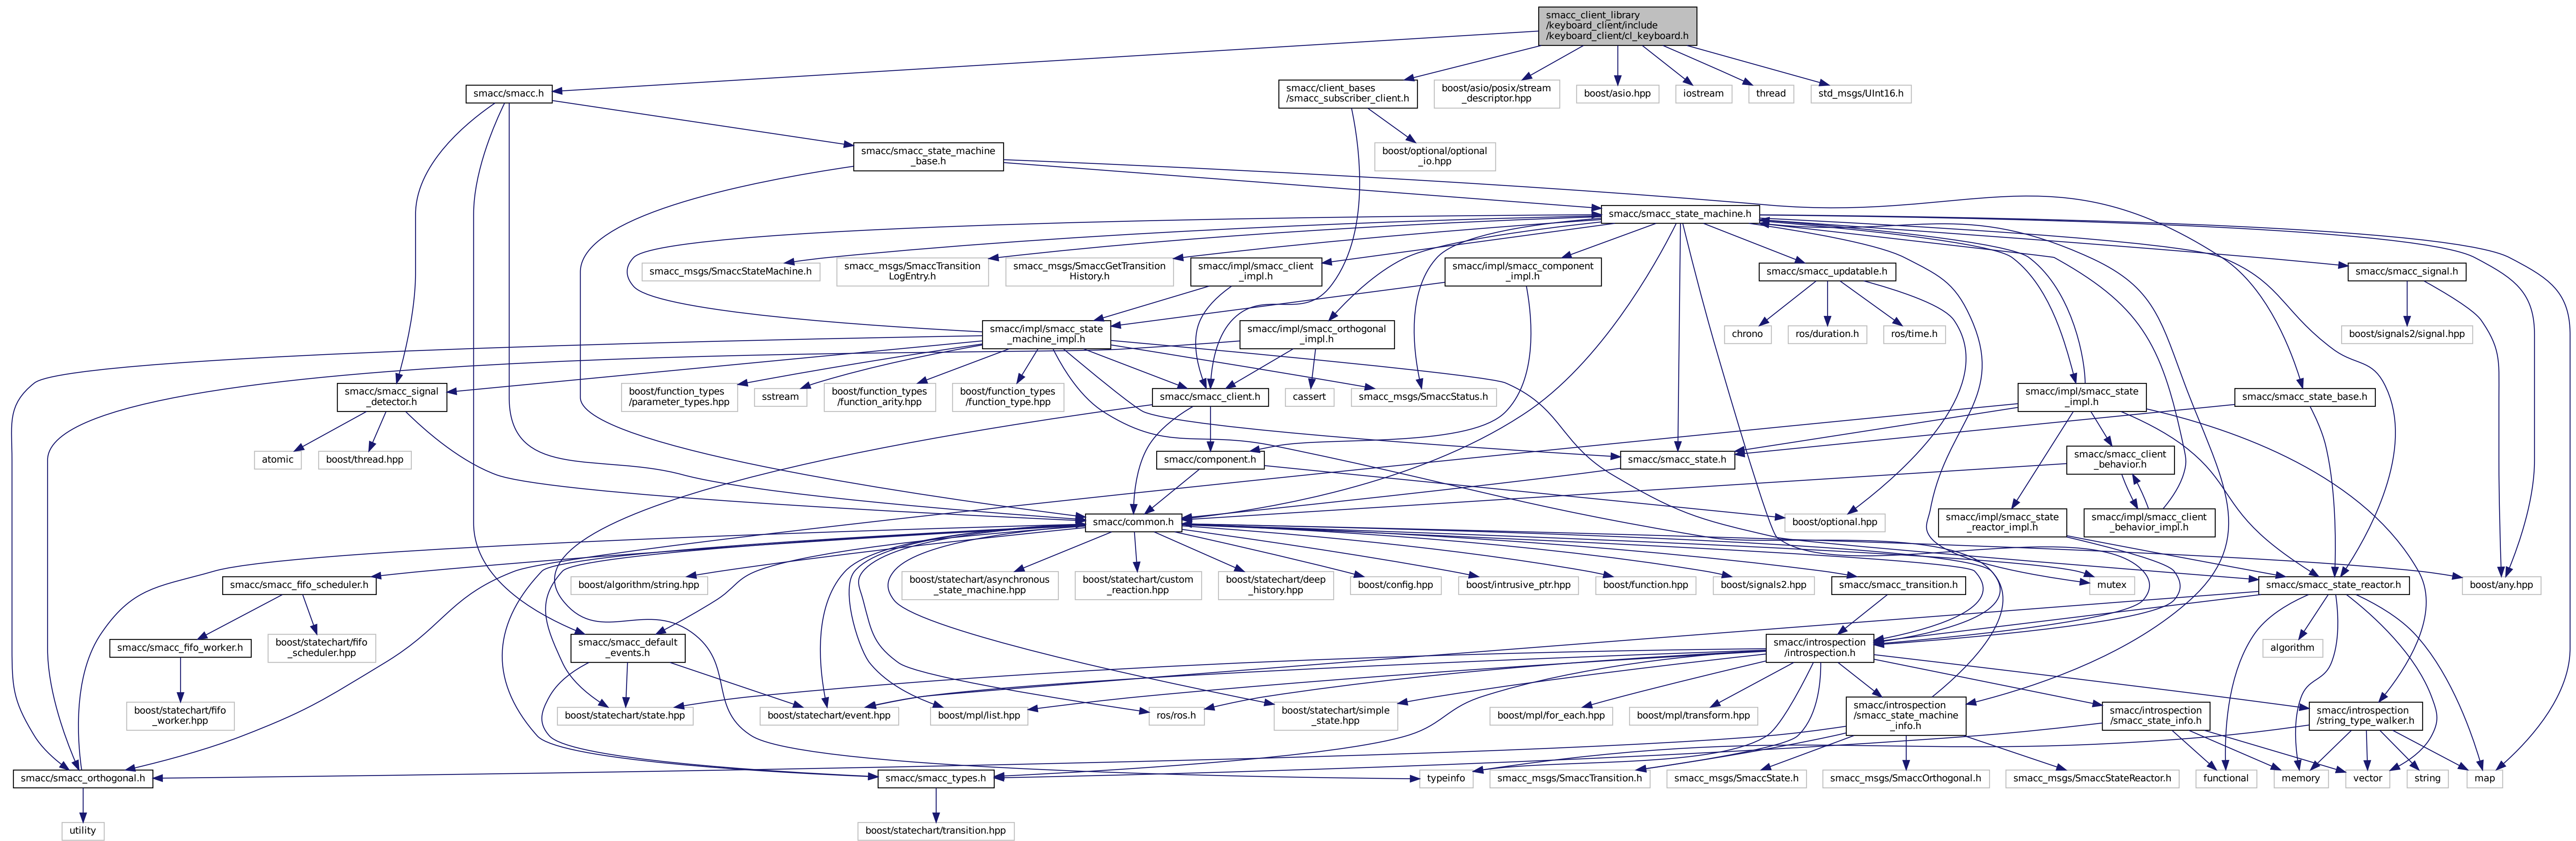 smacc_client_library
/keyboard_client/include
/keyboard_client/cl_keyboard.h
smacc/smacc.h
smacc/client_bases
/smacc_subscriber_client.h
boost/asio/posix/stream
_descriptor.hpp
boost/asio.hpp
iostream
thread
std_msgs/UInt16.h
smacc/smacc_state_machine
_base.h
boost/optional/optional
_io.hpp
smacc/smacc_state_machine.h
smacc_msgs/SmaccStateMachine.h
smacc_msgs/SmaccTransition
LogEntry.h
smacc_msgs/SmaccGetTransition
History.h
smacc/impl/smacc_client
_impl.h
smacc/impl/smacc_component
_impl.h
smacc/smacc_updatable.h
smacc/smacc_signal.h
smacc/impl/smacc_state
_machine_impl.h
smacc/impl/smacc_orthogonal
_impl.h
chrono
ros/duration.h
ros/time.h
boost/signals2/signal.hpp
smacc/smacc_signal
_detector.h
boost/function_types
/parameter_types.hpp
sstream
boost/function_types
/function_arity.hpp
boost/function_types
/function_type.hpp
smacc/smacc_client.h
cassert
smacc_msgs/SmaccStatus.h
smacc/impl/smacc_state
_impl.h
smacc/smacc_state_base.h
atomic
boost/thread.hpp
smacc/component.h
smacc/smacc_state.h
smacc/smacc_client
_behavior.h
smacc/common.h
boost/optional.hpp
smacc/impl/smacc_state
_reactor_impl.h
smacc/impl/smacc_client
_behavior_impl.h
smacc/smacc_fifo_scheduler.h
boost/algorithm/string.hpp
boost/statechart/asynchronous
_state_machine.hpp
boost/statechart/custom
_reaction.hpp
boost/statechart/deep
_history.hpp
boost/config.hpp
boost/intrusive_ptr.hpp
boost/function.hpp
boost/signals2.hpp
smacc/smacc_transition.h
mutex
smacc/smacc_state_reactor.h
boost/any.hpp
smacc/smacc_fifo_worker.h
boost/statechart/fifo
_scheduler.hpp
smacc/smacc_default
_events.h
smacc/introspection
/introspection.h
algorithm
boost/statechart/fifo
_worker.hpp
boost/statechart/state.hpp
boost/statechart/event.hpp
boost/mpl/list.hpp
ros/ros.h
boost/statechart/simple
_state.hpp
boost/mpl/for_each.hpp
boost/mpl/transform.hpp
smacc/introspection
/smacc_state_machine
_info.h
smacc/introspection
/smacc_state_info.h
smacc/introspection
/string_type_walker.h
smacc/smacc_orthogonal.h
smacc/smacc_types.h
typeinfo
smacc_msgs/SmaccTransition.h
smacc_msgs/SmaccState.h
smacc_msgs/SmaccOrthogonal.h
smacc_msgs/SmaccStateReactor.h
functional
memory
vector
string
map
utility
boost/statechart/transition.hpp